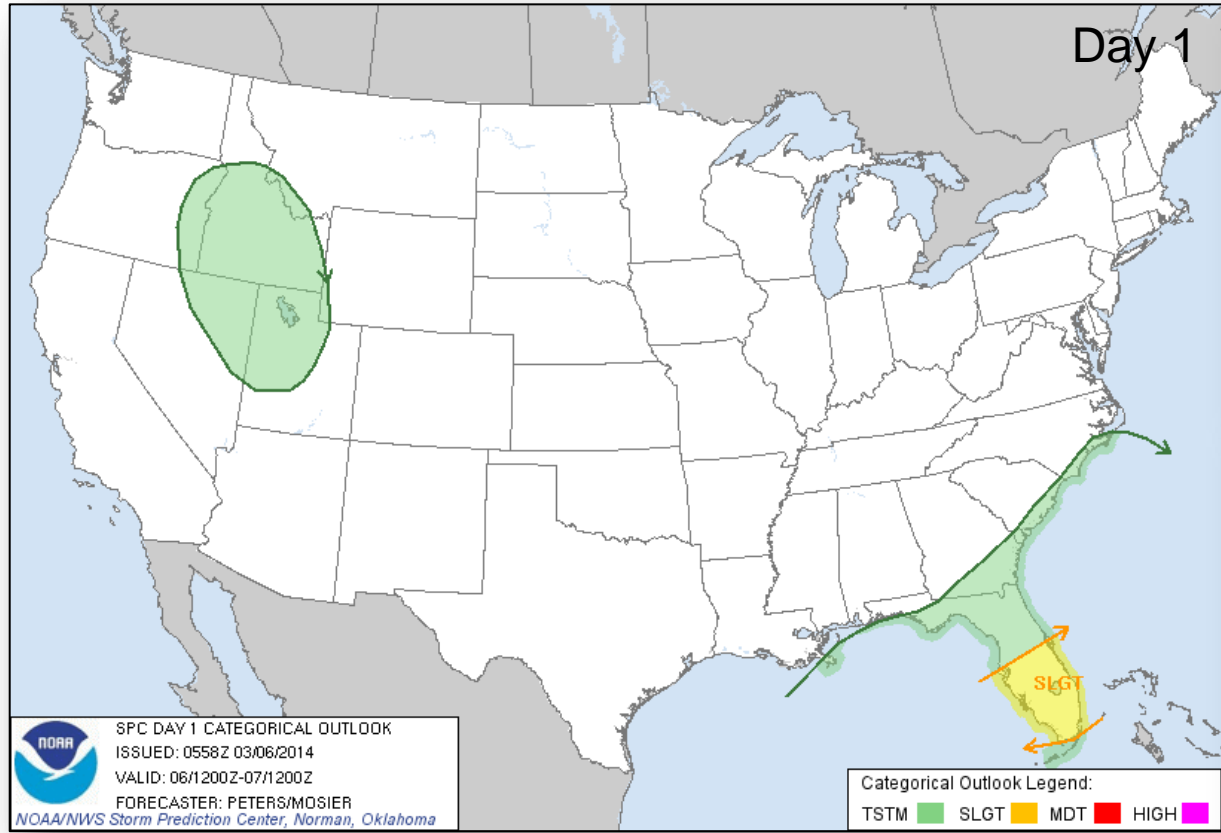 Day 1
SLGT
NOAA
SPC DAY 1 CATEGORICAL OUTLOOK
ISSUED: 0558Z 03/06/2014
VALID: 06/1200Z-07/1200Z
FORECASTER: PETERS/MOSIER
NOAA/NWS Storm Prediction Center, Norman, Oklahoma
Categorical Outlook Legend:
TSTM SLGT MDT HIGH